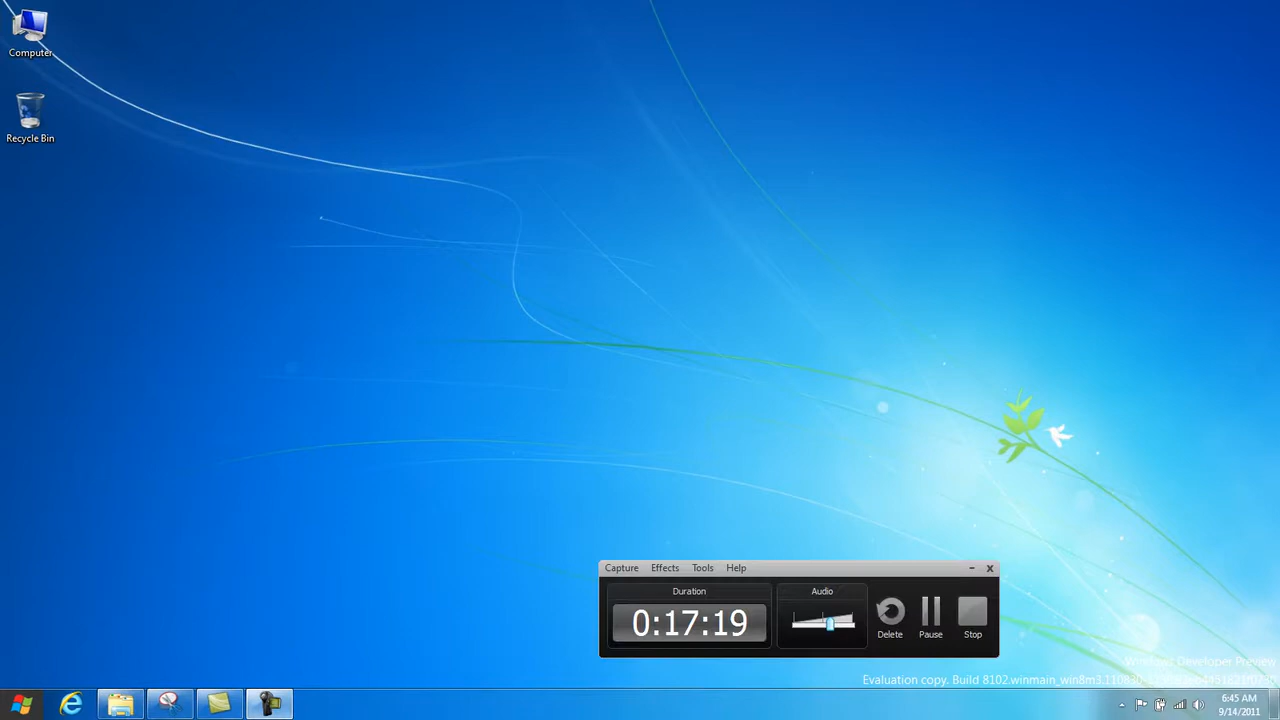 Computer
Recycle Bin
Capture Effects Tools Help
Duration
Audio
0:17:19
Delete Pause Stop
Windows Developer Preview
Evaluation copy. Build 8102.winmain_win8m3.
6:45 AM
9/14/2011